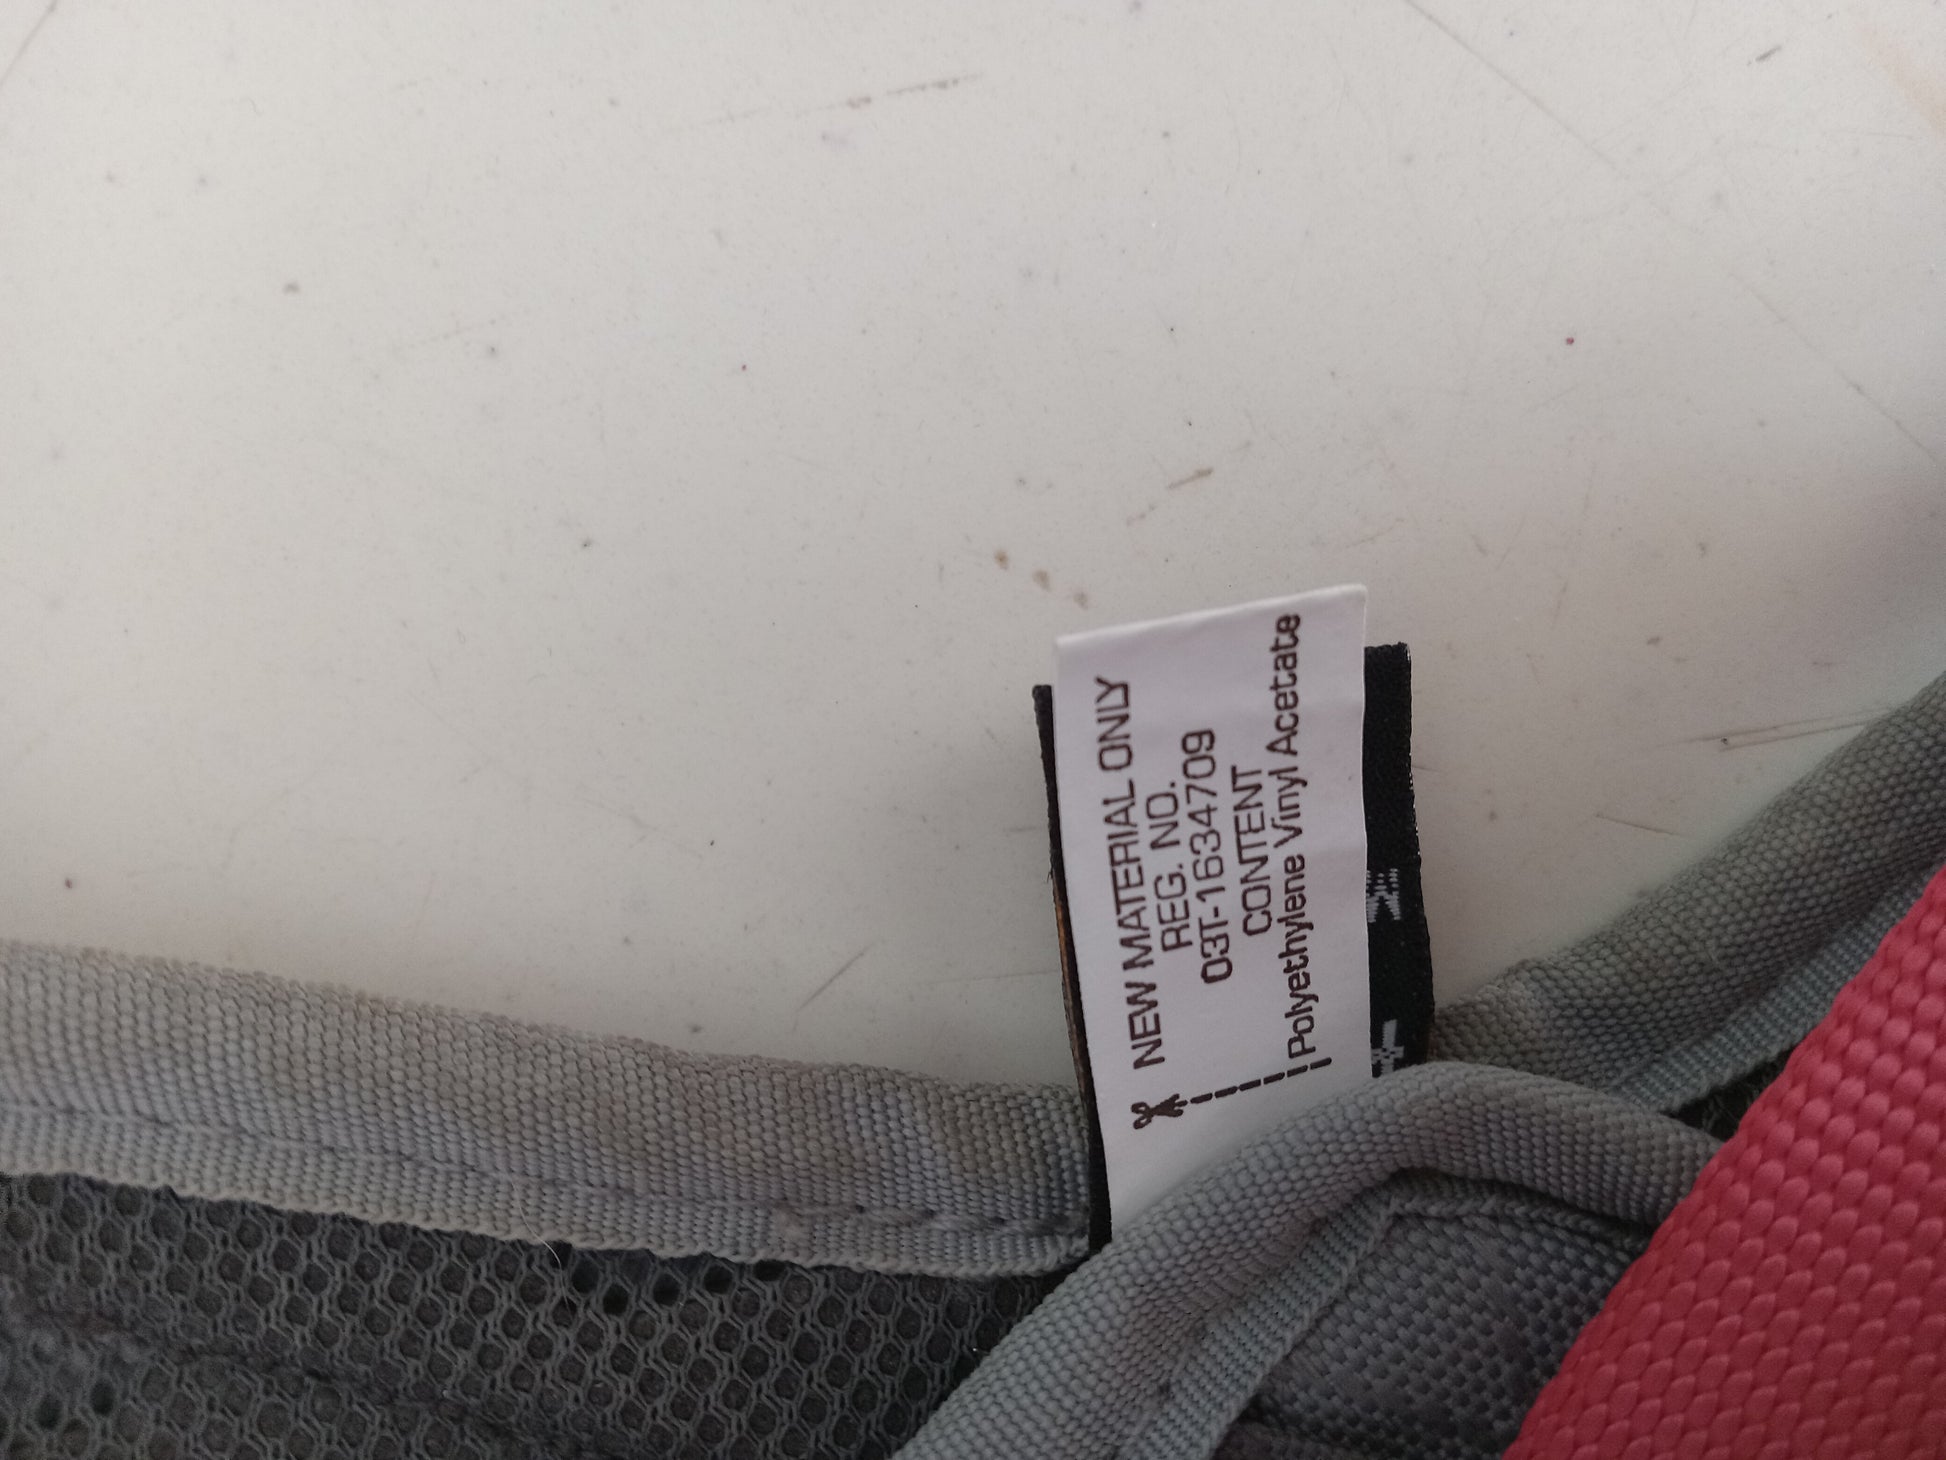 NEW MATERIAL ONLY
REG. NO.
03T-1634709
CONTENT
Polyethylene Vinyl Acetate